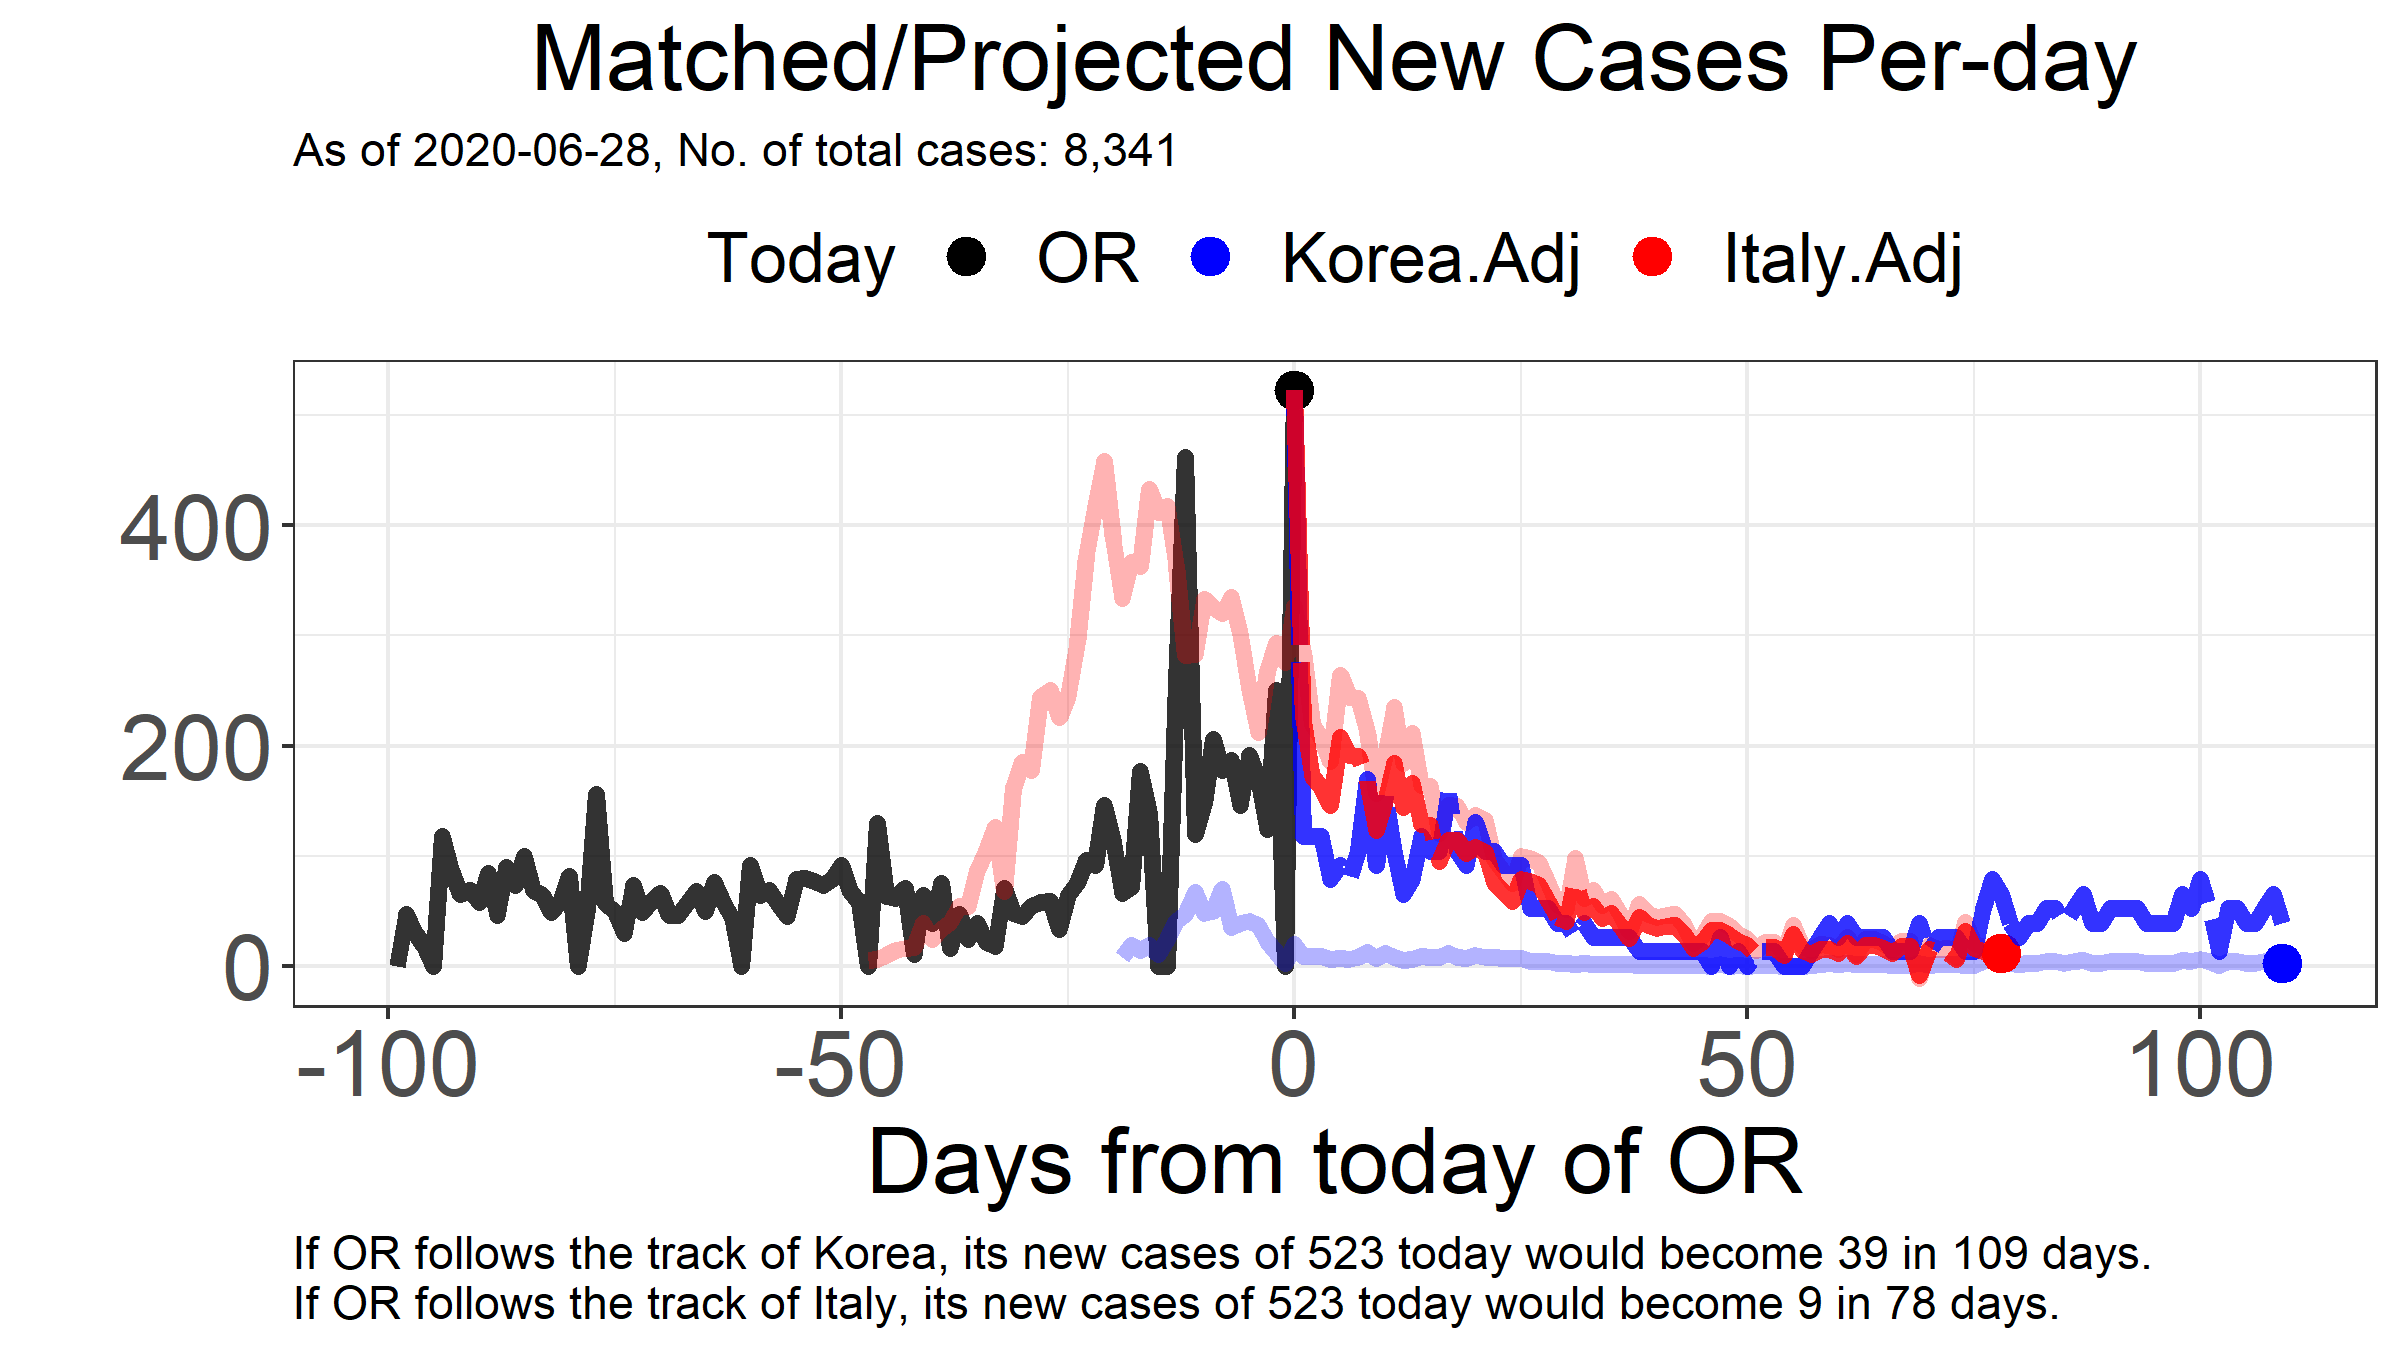 Matched/Projected New Cases Per-day
As of 2020-06-28, No. of total cases: 8,341
Today OR Korea.Adj Italy.Adj
400
200
0
-100 -50 0 50 100
Days from today of OR
If OR follows the track of Korea, its new cases of 523 today would become 39 in 109 days.
If OR follows the track of Italy, its new cases of 523 today would become 9 in 78 days.